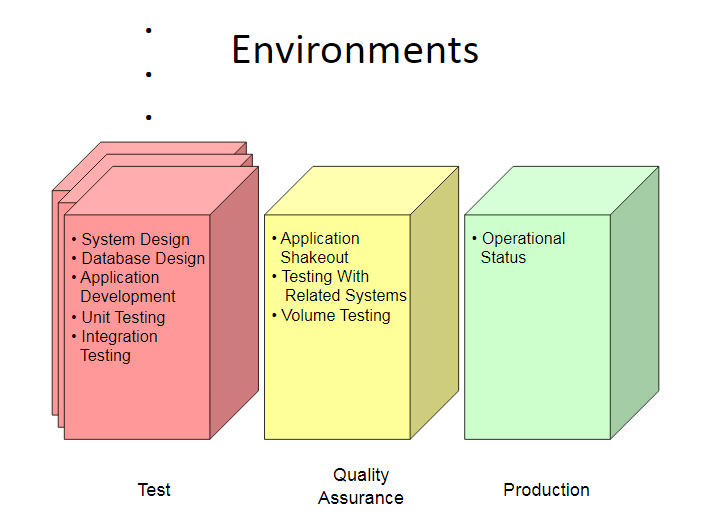 Environments
• System Design
• Database Design
• Application
Development
• Unit Testing
• Integration
Testing
• Application
Shakeout
• Testing With
Related Systems
• Volume Testing
• Operational
Status
Test
Quality
Assurance
Production